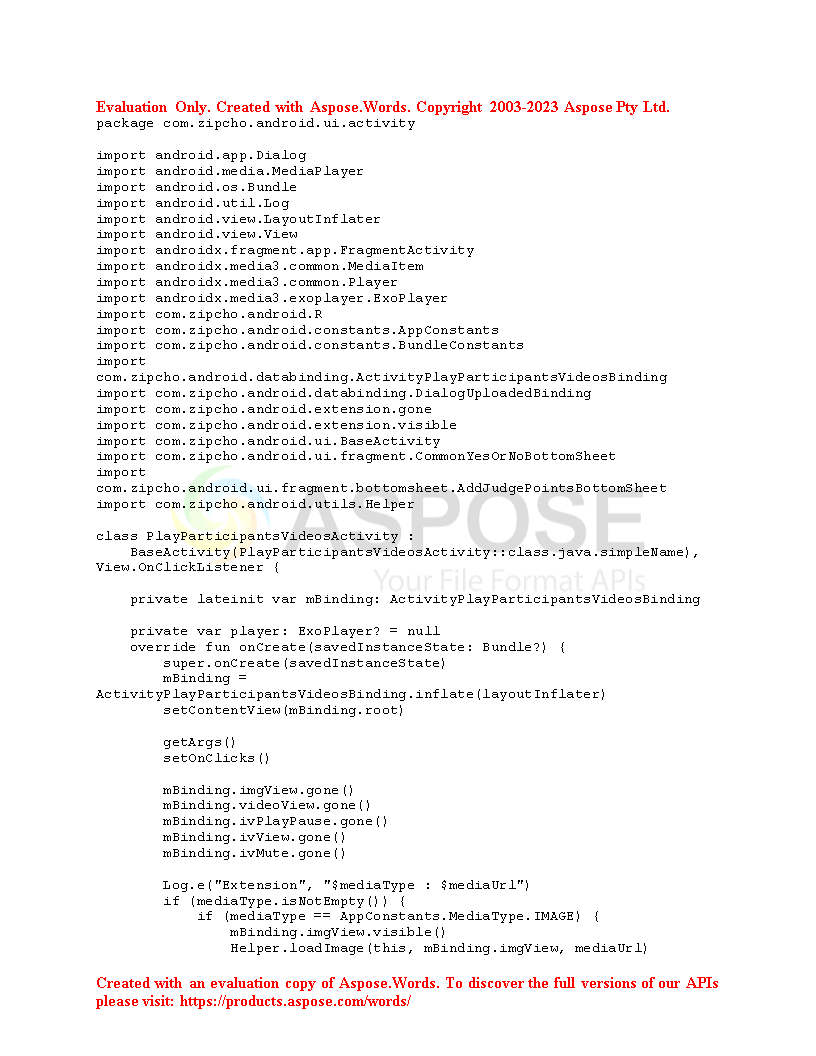 Evaluation Only. Created with Aspose.Words. Copyright 2003-2023 Aspose Pty Ltd.
package com.zipcho.android.ui.activity

import android.app.Dialog
import android.media.MediaPlayer
import android.os.Bundle
import android.util.Log
import android.view.LayoutInflater
import android.view.View
import androidx.fragment.app.FragmentActivity
import androidx.media3.common.MediaItem
import androidx.media3.common.Player
import androidx.media3.exoplayer.ExoPlayer
import com.zipcho.android.R
import com.zipcho.android.constants.AppConstants
import com.zipcho.android.constants.BundleConstants
import
com.zipcho.android.databinding.ActivityPlayParticipantsVideosBinding
import com.zipcho.android.databinding.DialogUploadedBinding
import com.zipcho.android.extension.gone
import com.zipcho.android.extension.visible
import com.zipcho.android.ui.BaseActivity
import com.zipcho.android.ui.fragment.CommonYesOrNoBottomSheet
import
com.zipcho.android.ui.fragment.bottomsheet.AddJudgePointsBottomSheet
import com.zipcho.android.utils.Helper
ASPOSE
Your File Format APIs

class PlayParticipantsVideosActivity :
    BaseActivity(PlayParticipantsVideosActivity::class.java.simpleName),
View.OnClickListener {

    private lateinit var mBinding: ActivityPlayParticipantsVideosBinding

    private var player: ExoPlayer? = null
    override fun onCreate(savedInstanceState: Bundle?) {
        super.onCreate(savedInstanceState)
        mBinding =
ActivityPlayParticipantsVideosBinding.inflate(layoutInflater)
        setContentView(mBinding.root)

        getArgs()
        setOnClicks()

        mBinding.imgView.gone()
        mBinding.videoView.gone()
        mBinding.ivPlayPause.gone()
        mBinding.ivView.gone()
        mBinding.ivMute.gone()

        Log.e("Extension", "$mediaType : $mediaUrl")
        if (mediaType.isNotEmpty()) {
            if (mediaType == AppConstants.MediaType.IMAGE) {
                mBinding.imgView.visible()
                Helper.loadImage(this, mBinding.imgView, mediaUrl)

Created with an evaluation copy of Aspose.Words. To discover the full versions of our APIs
please visit: https://products.aspose.com/words/